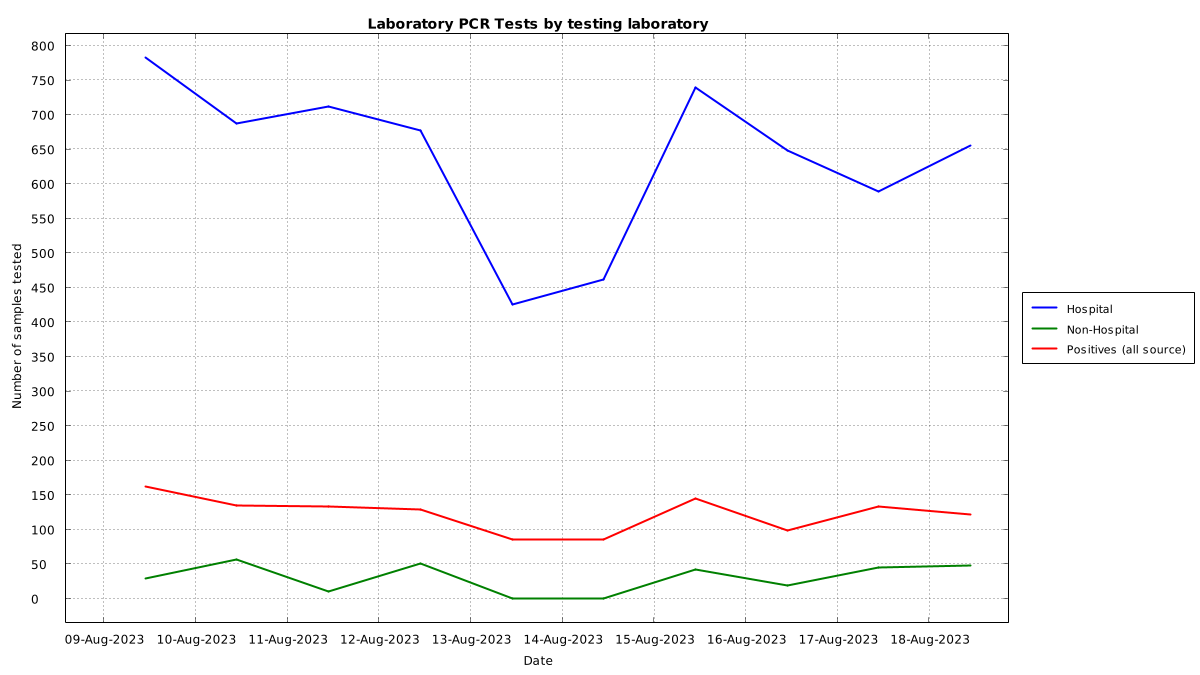 Laboratory PCR Tests by testing laboratory
800
750
700
650
600
550
500
450
400
350
300
250
200
150
100
50
0
Number of samples tested
09-Aug-2023 10-Aug-2023 11-Aug-2023 12-Aug-2023 13-Aug-2023 14-Aug-2023 15-Aug-2023 16-Aug-2023 17-Aug-2023 18-Aug-2023
Date
Hospital
Non-Hospital
Positives (all source)